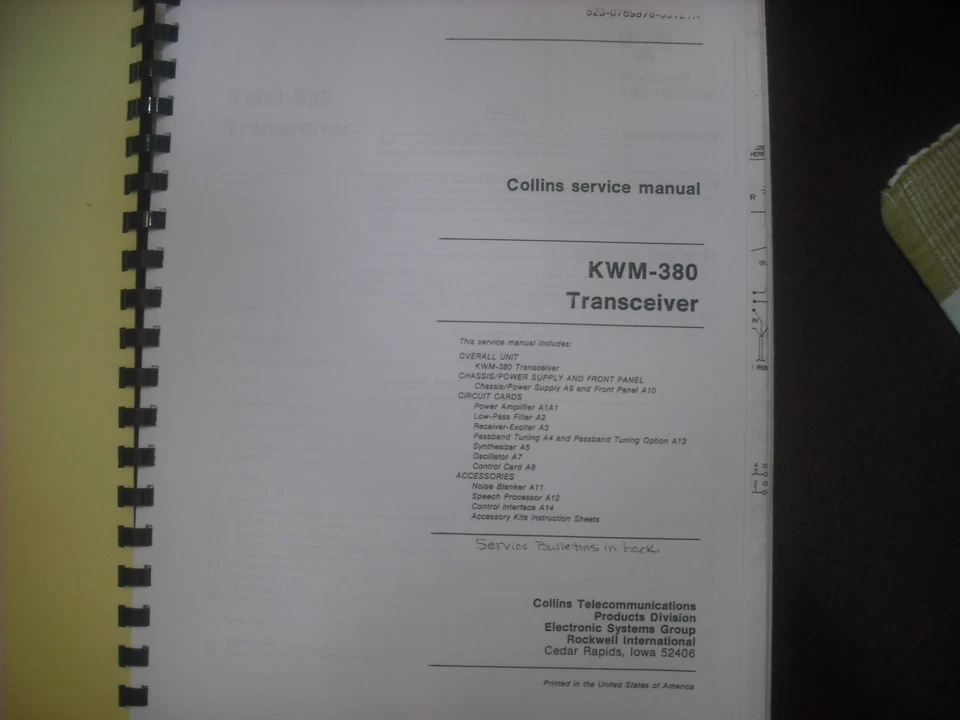 Collins service manual
KWM-380
Transceiver
This service manual includes:
OVERALL UNIT
KWM-380 Transceiver
CHASSIS/POWER SUPPLY AND FRONT PANEL
Chassis/Power Supply A9 and Front Panel A10
CIRCUIT CARDS
Power Amplifier A1A1
Low-Pass Filter A2
Receiver-Exciter A3
Passband Tuning A4 and Passband Tuning Option A13
Synthesizer A5
Oscillator A7
Control Card A8
ACCESSORIES
Noise Blanker A11
Speech Processor A12
Control Interface A14
Accessory Kits Instruction Sheets
Service Bulletins in back.
Collins Telecommunications
Products Division
Electronic Systems Group
Rockwell International
Cedar Rapids, Iowa 52406
Printed in the United States of America